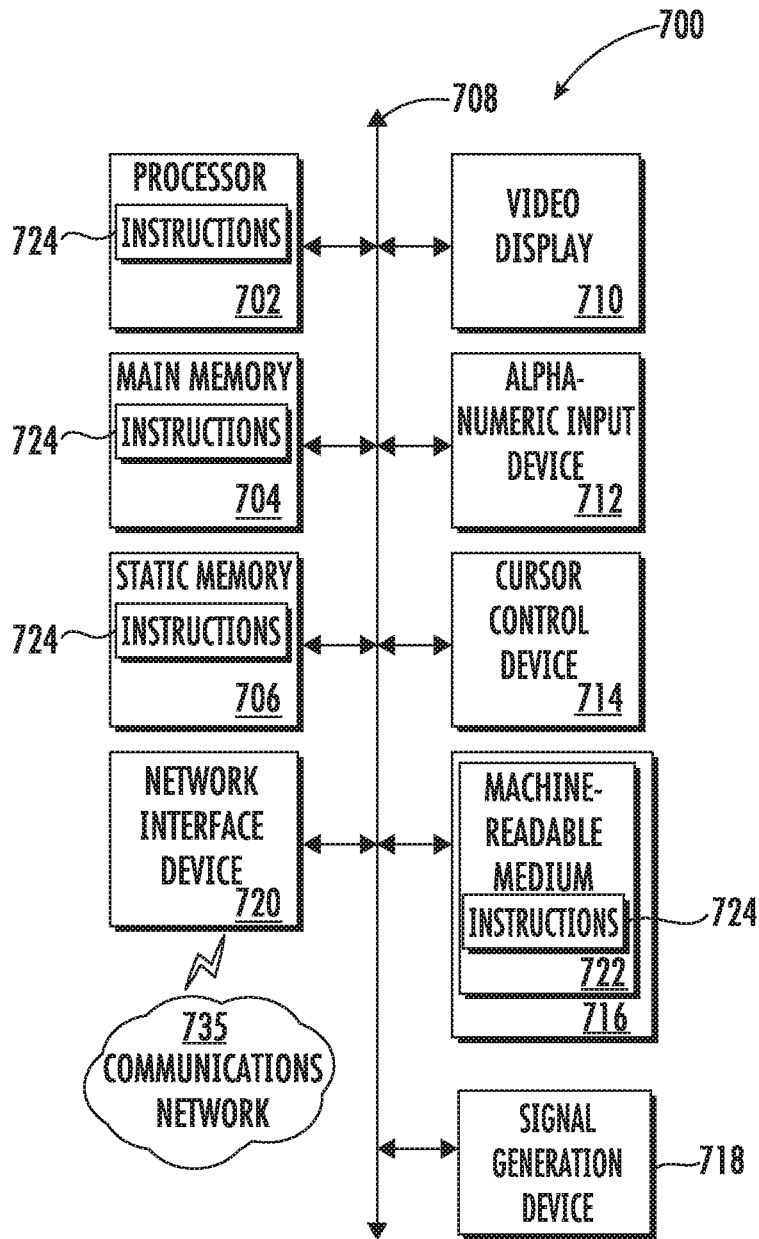 700
708
PROCESSOR
724
INSTRUCTIONS
702
VIDEO
DISPLAY
710
MAIN MEMORY
724
INSTRUCTIONS
704
ALPHA-
NUMERIC INPUT
DEVICE
712
STATIC MEMORY
724
INSTRUCTIONS
706
CURSOR
CONTROL
DEVICE
714
NETWORK
INTERFACE
DEVICE
720
MACHINE-
READABLE
MEDIUM
INSTRUCTIONS
724
722
716
735
COMMUNICATIONS
NETWORK
SIGNAL
GENERATION
DEVICE
718